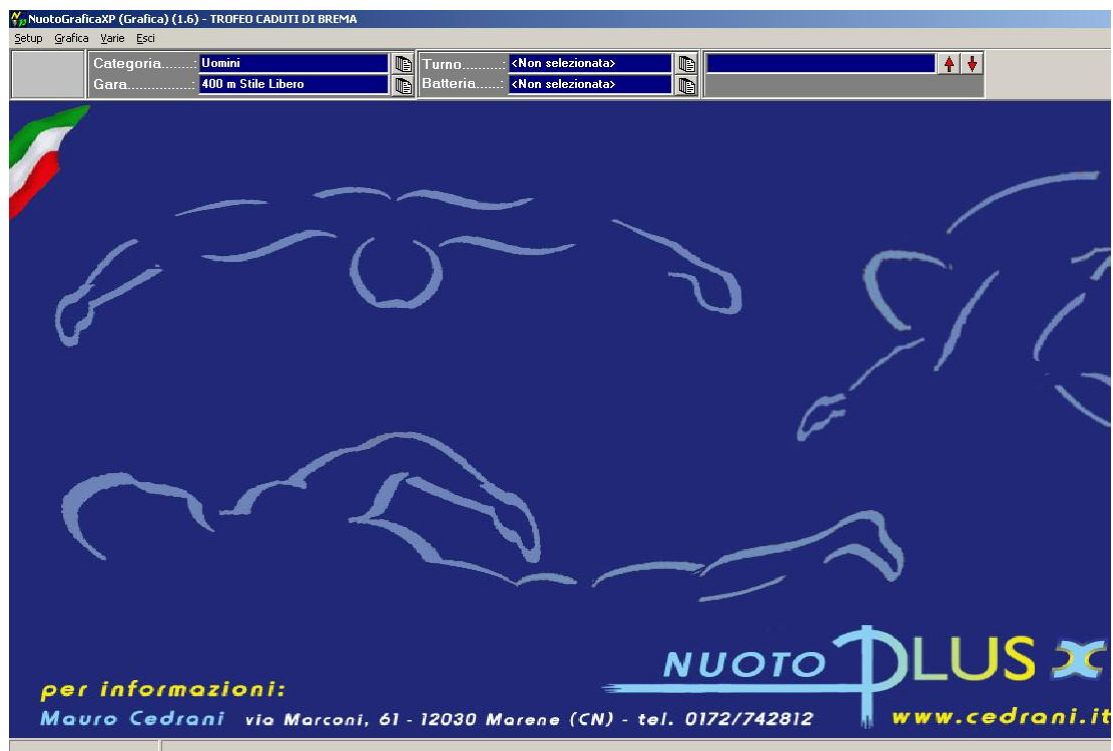 NuotoGraficaXP (Grafica) (1.6) - TROFEO CADUTI DI BREMA
Setup Grafica Varie Esci
Categoria........: Uomini
Turno..........: <Non selezionata>
Gara...............: 400 m Stile Libero
Batteria......: <Non selezionata>
NUOTO PLUS X
per informazioni:
Mauro Cedrani via Marconi, 61 - 12030 Marene (CN) - tel. 0172/742812
www.cedrani.it